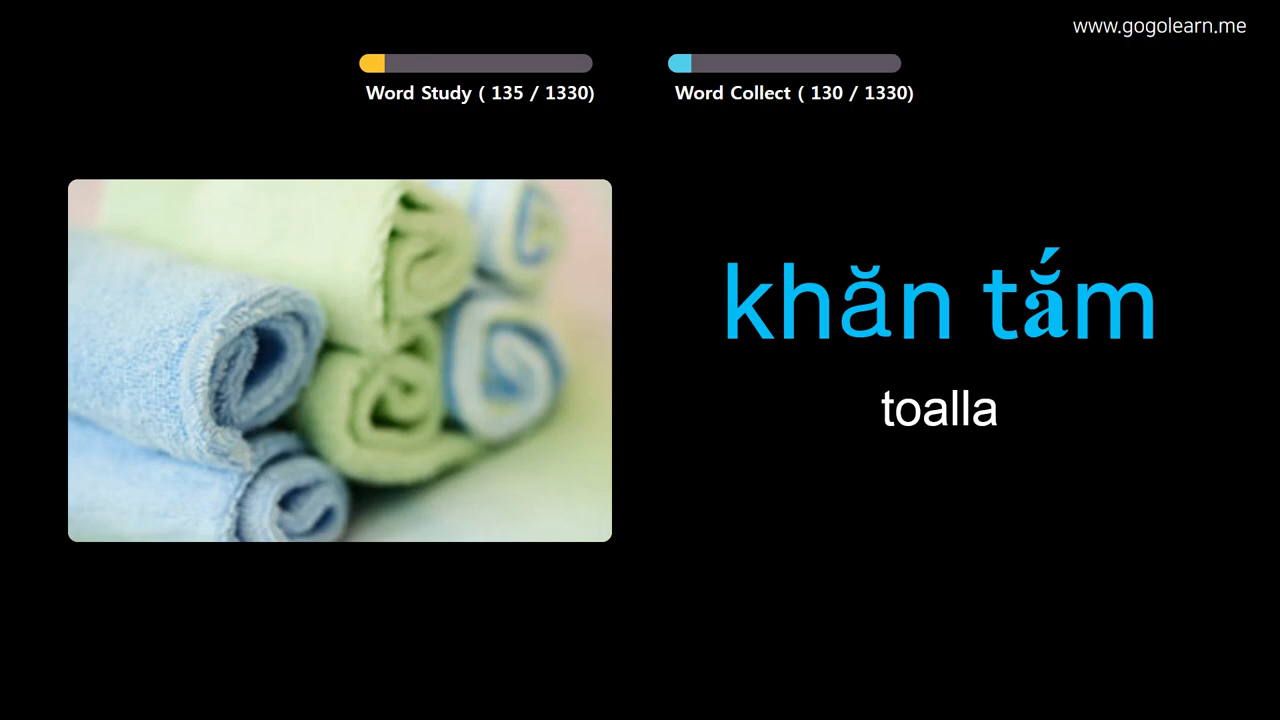 www.gogolearn.me
Word Study ( 135 / 1330)
Word Collect ( 130 / 1330)
khăn tắm
toalla